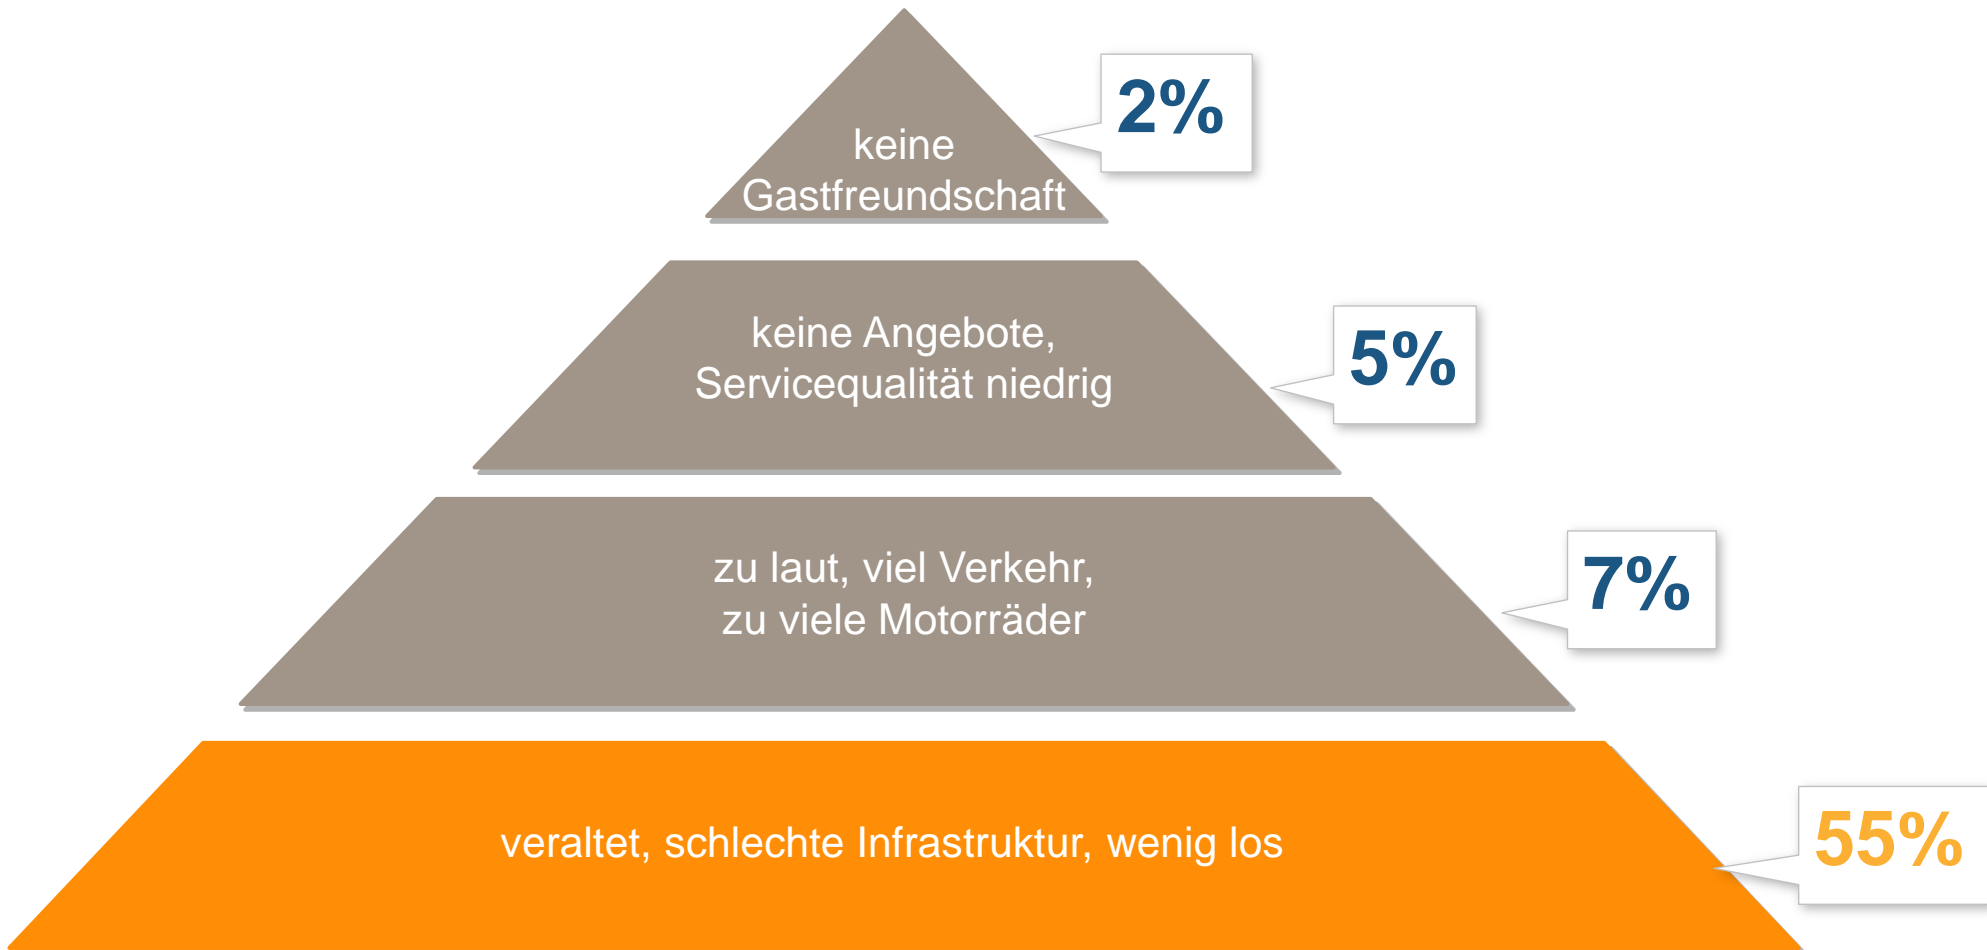 2%
keine
Gastfreundschaft
5%
keine Angebote,
Servicequalität niedrig
7%
zu laut, viel Verkehr,
zu viele Motorräder
55%
veraltet, schlechte Infrastruktur, wenig los